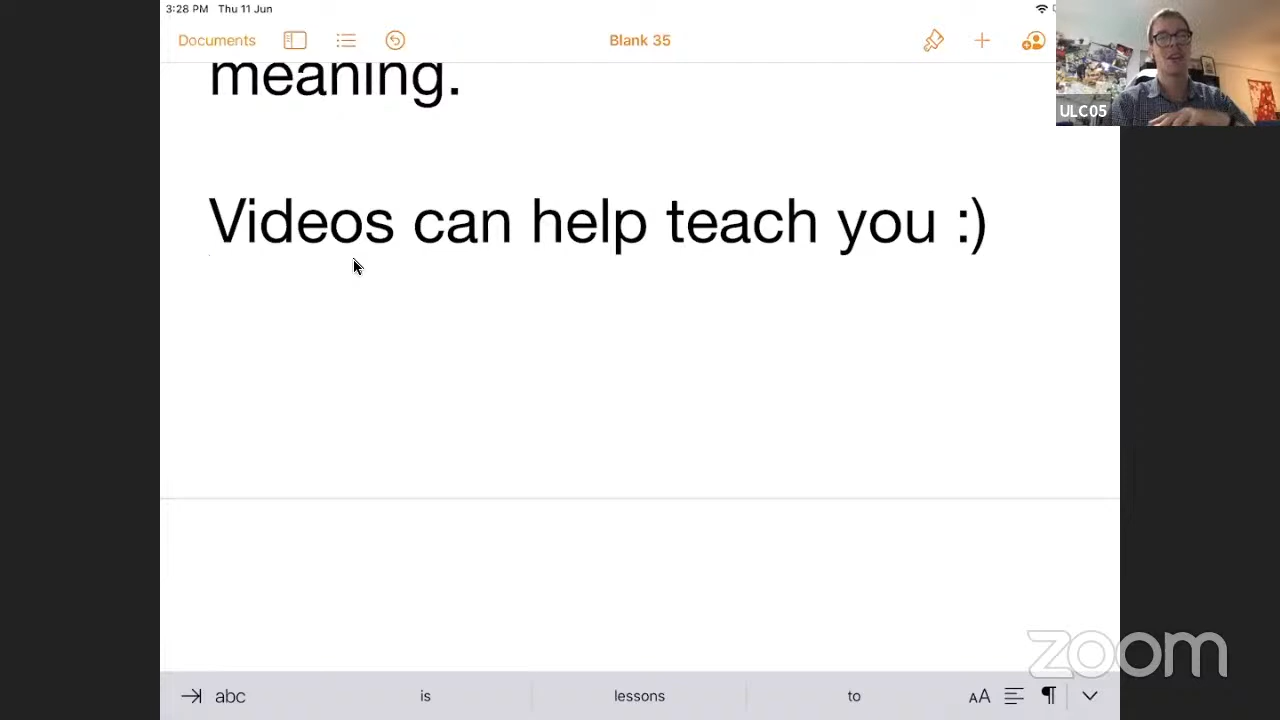 3:28 PM Thu 11 Jun
Documents
Blank 35
ULC05
meaning.
Videos can help teach you :)
zoom
abc
is
lessons
to
AA